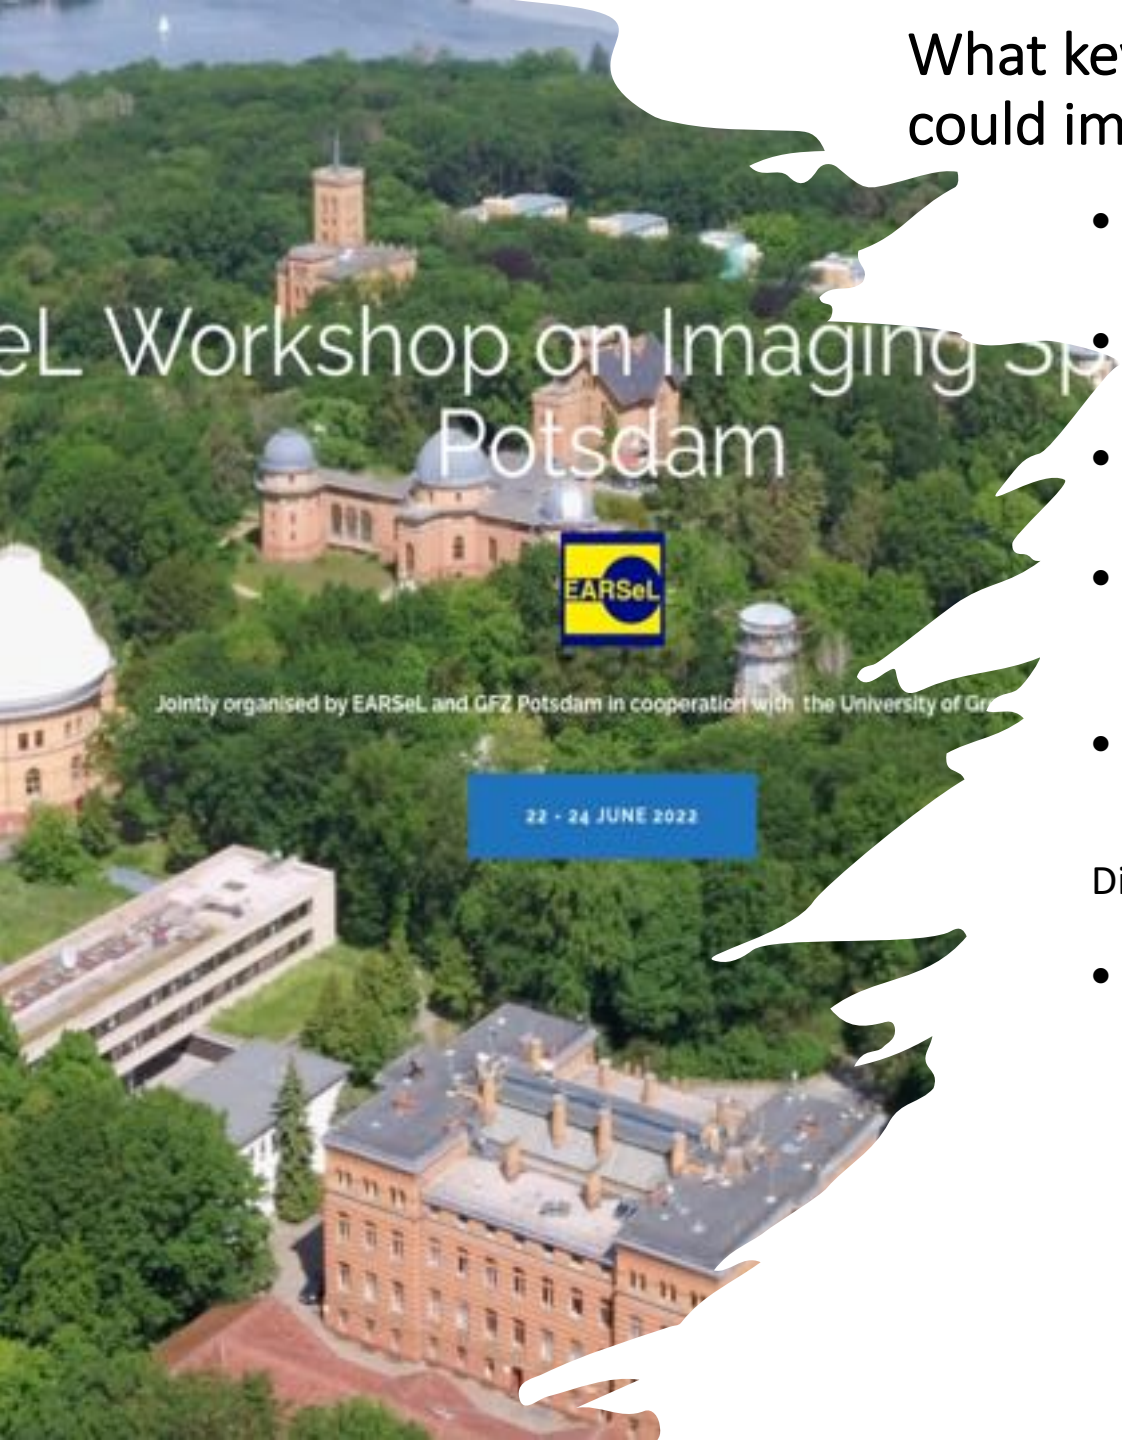 What key
could im
eL Workshop on Imaging Sp
Potsdam
EARSeL
Jointly organised by EARSeL and GFZ Potsdam in cooperation with the University of Gr
22 - 24 JUNE 2022
Di